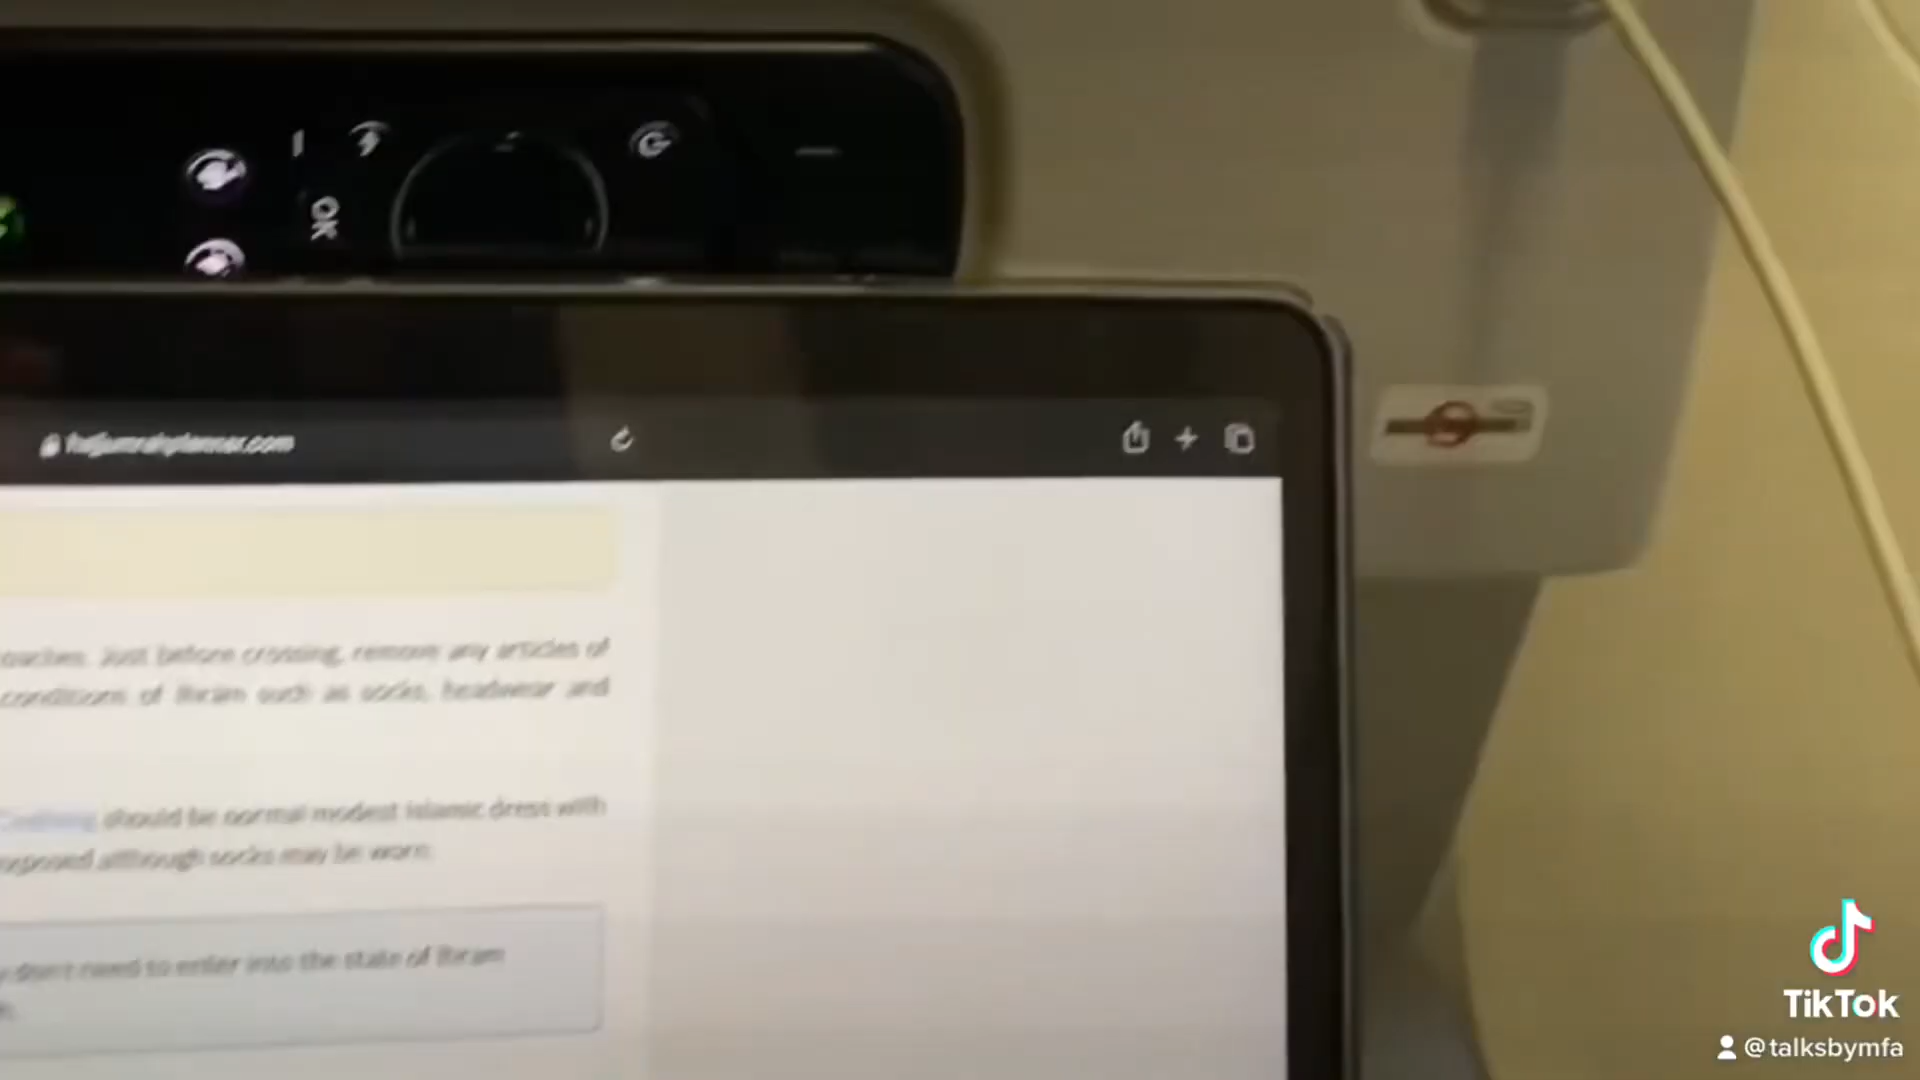 OK
hajjumrahplanner.com
oaches. Just before crossing, remove any articles of
conditions of Ihram such as socks, headwear and
Clothing should be normal modest Islamic dress with
exposed although socks may be worn.
y don't need to enter into the state of Ihram
TikTok
@talksbymfa